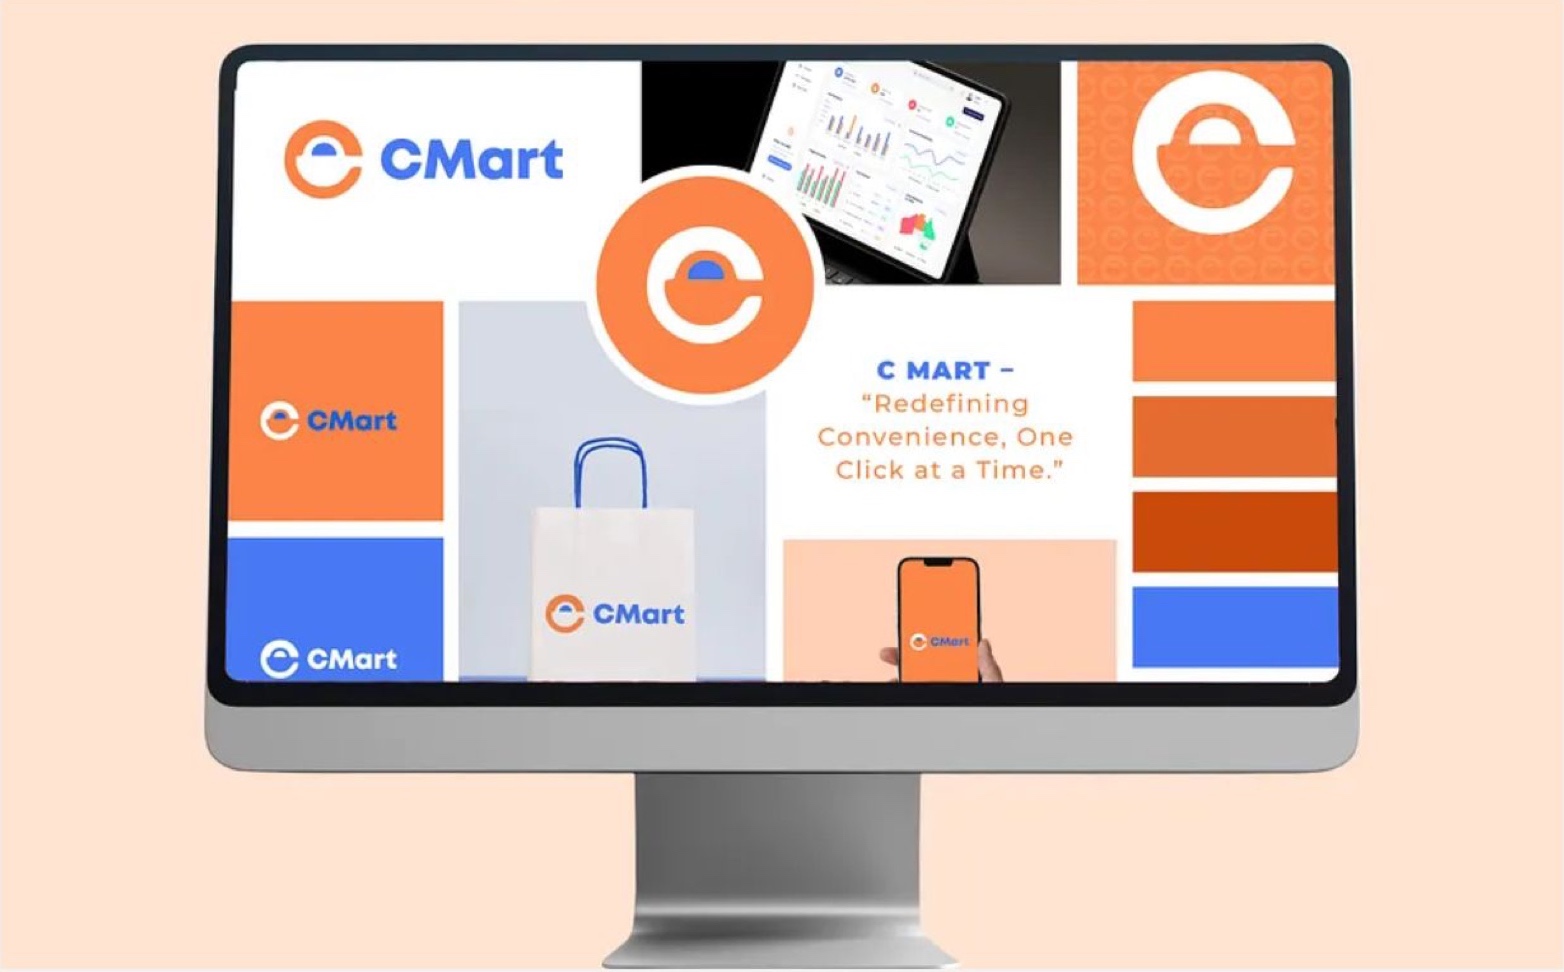 CMart
CMart
C MART –
“Redefining
Convenience, One
Click at a Time.”
CMart
CMart
CMart